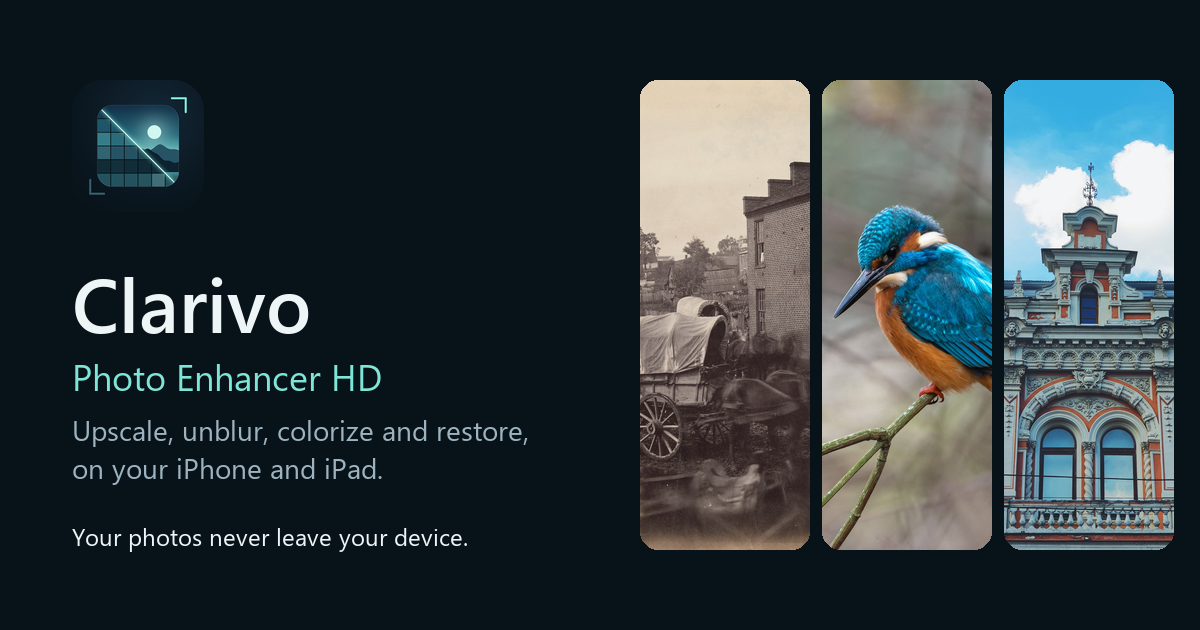 Clarivo
Photo Enhancer HD
Upscale, unblur, colorize and restore,
on your iPhone and iPad.
Your photos never leave your device.